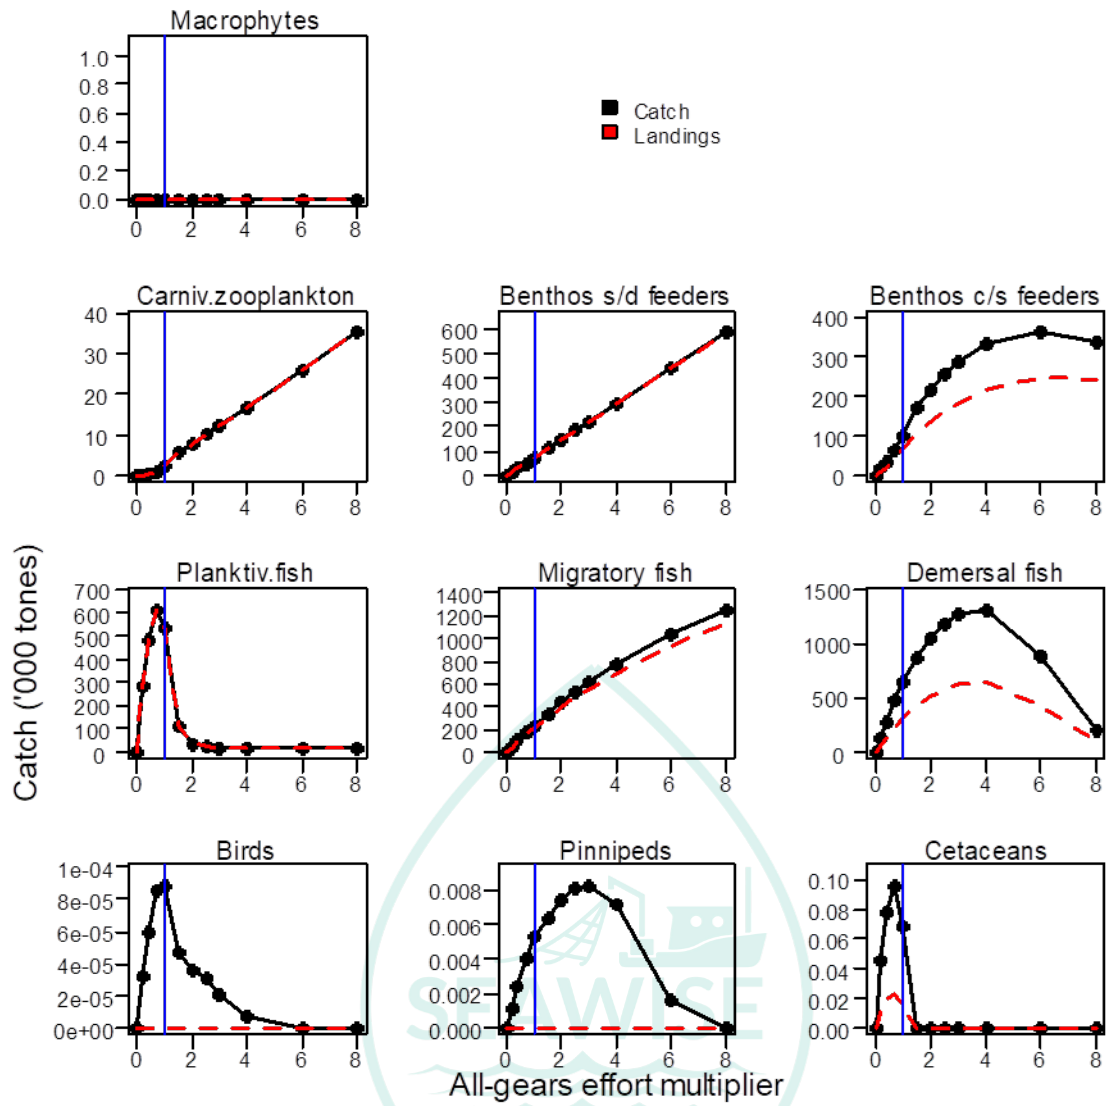 Macrophytes
1.0
0.8
0.6
0.4
0.2
0.0
0 2 4 6 8
Catch
Landings
Carniv.zooplankton
40
30
20
10
0
0 2 4 6 8
Benthos s/d feeders
600
500
400
300
200
100
0
0 2 4 6 8
Benthos c/s feeders
400
300
200
100
0
0 2 4 6 8
Catch ('000 tones)
Planktiv.fish
700
600
500
400
300
200
100
0
0 2 4 6 8
Migratory fish
1400
1200
1000
800
600
400
200
0
0 2 4 6 8
Demersal fish
1500
1000
500
0
0 2 4 6 8
Birds
1e-04
8e-05
6e-05
4e-05
2e-05
0e+00
0 2 4 6 8
Pinnipeds
0.008
0.006
0.004
0.002
0.000
0 2 4 6 8
Cetaceans
0.10
0.08
0.06
0.04
0.02
0.00
0 2 4 6 8
SEAWISE
All-gears effort multiplier